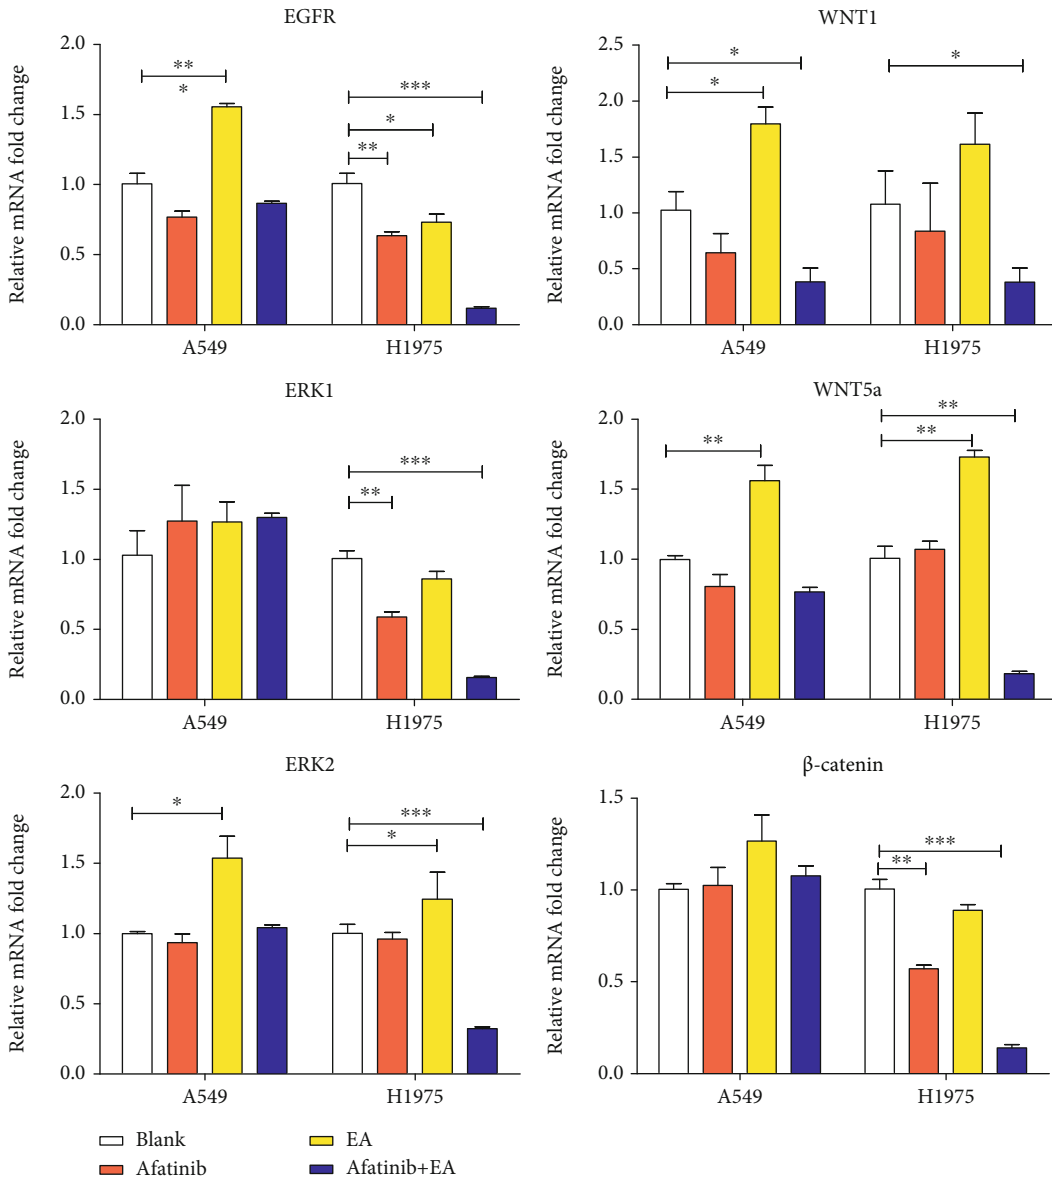 EGFR
Relative mRNA fold change
2.0
1.5
1.0
0.5
0.0
**
*
***
*
**
A549
H1975
WNT1
Relative mRNA fold change
2.5
2.0
1.5
1.0
0.5
0.0
*
*
*
A549
H1975
ERK1
Relative mRNA fold change
2.0
1.5
1.0
0.5
0.0
***
**
A549
H1975
WNT5a
Relative mRNA fold change
2.0
1.5
1.0
0.5
0.0
**
**
**
A549
H1975
ERK2
Relative mRNA fold change
2.0
1.5
1.0
0.5
0.0
*
***
*
A549
H1975
β-catenin
Relative mRNA fold change
1.5
1.0
0.5
0.0
***
**
A549
H1975
Blank
EA
Afatinib
Afatinib+EA